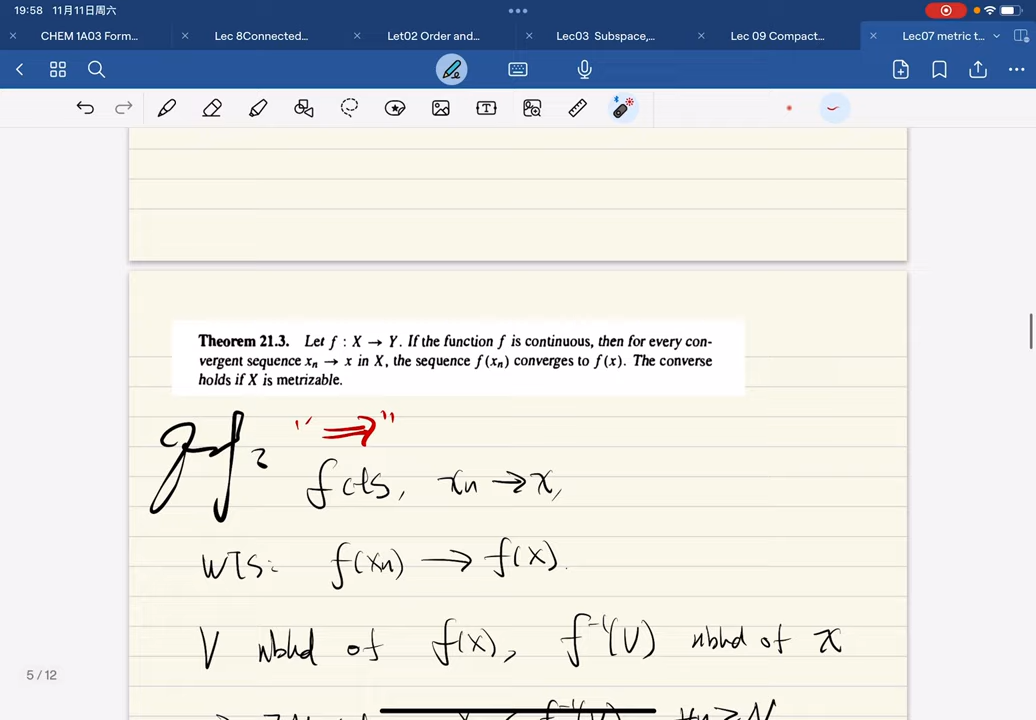 19:58 11月11日周六
CHEM 1A03 Form...
Lec 8Connected...
Let02 Order and...
Lec03 Subspace,...
Lec 09 Compact...
Lec07 metric t...
Theorem 21.3. Let f : X → Y. If the function f is continuous, then for every con-
vergent sequence xₙ → x in X, the sequence f(xₙ) converges to f(x). The converse
holds if X is metrizable.
"⇒"
f cts, xn → x,
WTS: f(xn) → f(x).
V nbhd of f(x), f⁻¹(V) nbhd of x
5 / 12